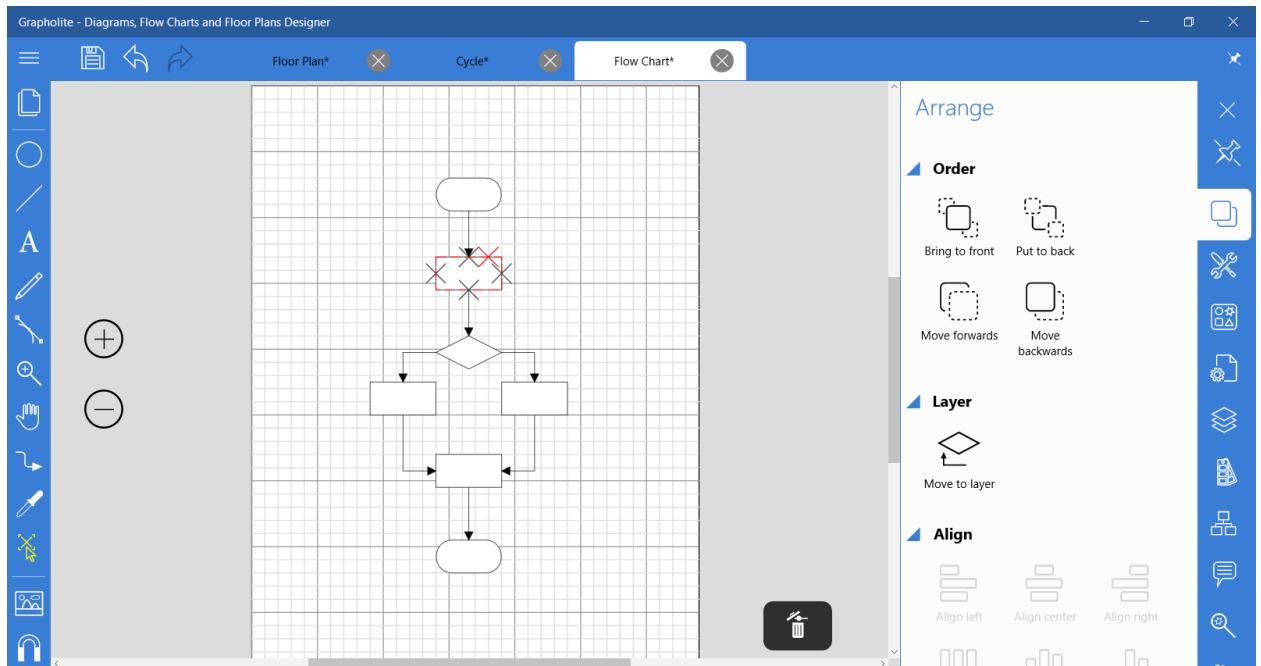 Grapholite - Diagrams, Flow Charts and Floor Plans Designer
Floor Plan*
Cycle*
Flow Chart*
Arrange
Order
Bring to front
Put to back
Move forwards
Move
backwards
Layer
Move to layer
Align
Align left
Align center
Align right
A